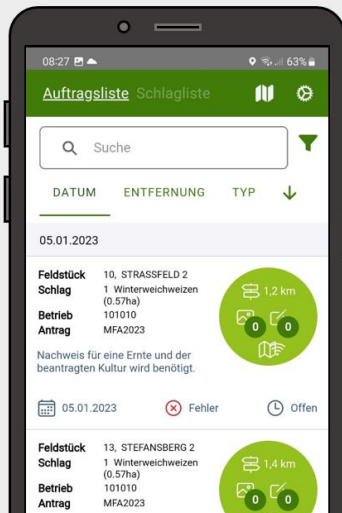 08:27 63%
Auftragsliste Schlagliste
Suche
DATUM ENTFERNUNG TYP
05.01.2023
Feldstück 10, STRASSFELD 2
Schlag 1 Winterweichweizen
(0.57ha)
Betrieb 101010
Antrag MFA2023
1,2 km
0 0
Nachweis für eine Ernte und der
beantragten Kultur wird benötigt.
05.01.2023 Fehler Offen
Feldstück 13, STEFANSBERG 2
Schlag 1 Winterweichweizen
(0.57ha)
Betrieb 101010
Antrag MFA2023
1,4 km
0 0